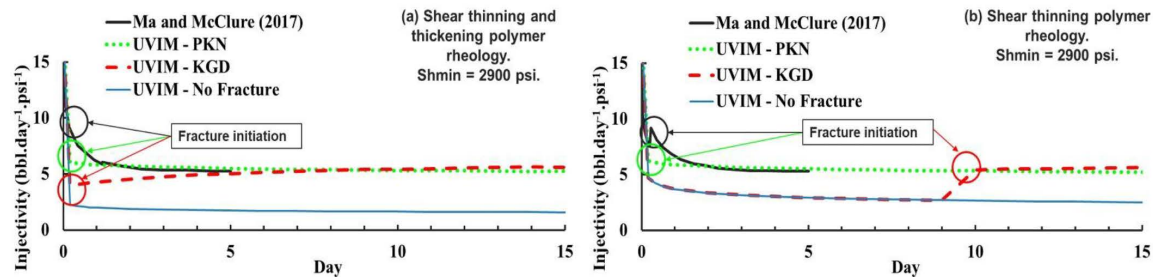 Ma and McClure (2017)
UVIM - PKN
UVIM - KGD
UVIM - No Fracture
(a) Shear thinning and
thickening polymer
rheology.
Shmin = 2900 psi.
Fracture initiation
Injectivity (bbl.day⁻¹.psi⁻¹)
15
10
5
0
0
5
10
15
Day
Ma and McClure (2017)
UVIM - PKN
UVIM - KGD
UVIM - No Fracture
(b) Shear thinning polymer
rheology.
Shmin = 2900 psi.
Fracture initiation
Injectivity (bbl.day⁻¹.psi⁻¹)
15
10
5
0
0
5
10
15
Day